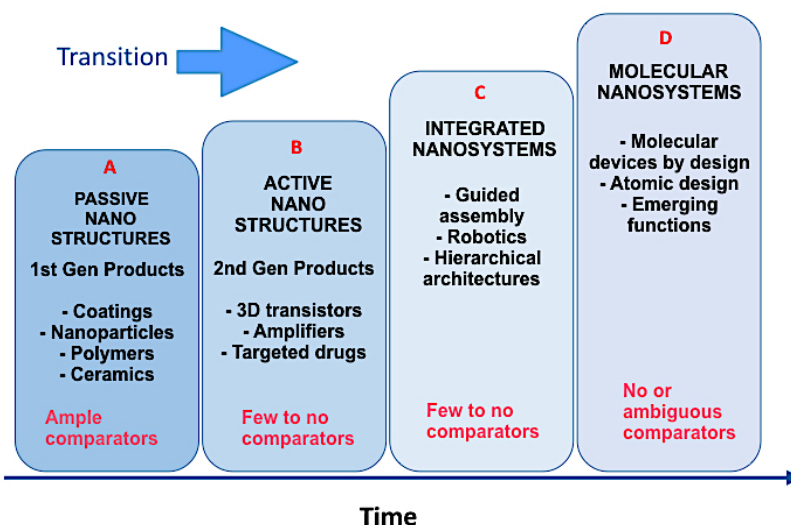 Transition
A
PASSIVE
NANO
STRUCTURES
1st Gen Products
- Coatings
- Nanoparticles
- Polymers
- Ceramics
Ample
comparators
B
ACTIVE
NANO
STRUCTURES
2nd Gen Products
- 3D transistors
- Amplifiers
- Targeted drugs
Few to no
comparators
C
INTEGRATED
NANOSYSTEMS
- Guided
assembly
- Robotics
- Hierarchical
architectures
Few to no
comparators
D
MOLECULAR
NANOSYSTEMS
- Molecular
devices by design
- Atomic design
- Emerging
functions
No or
ambiguous
comparators
Time